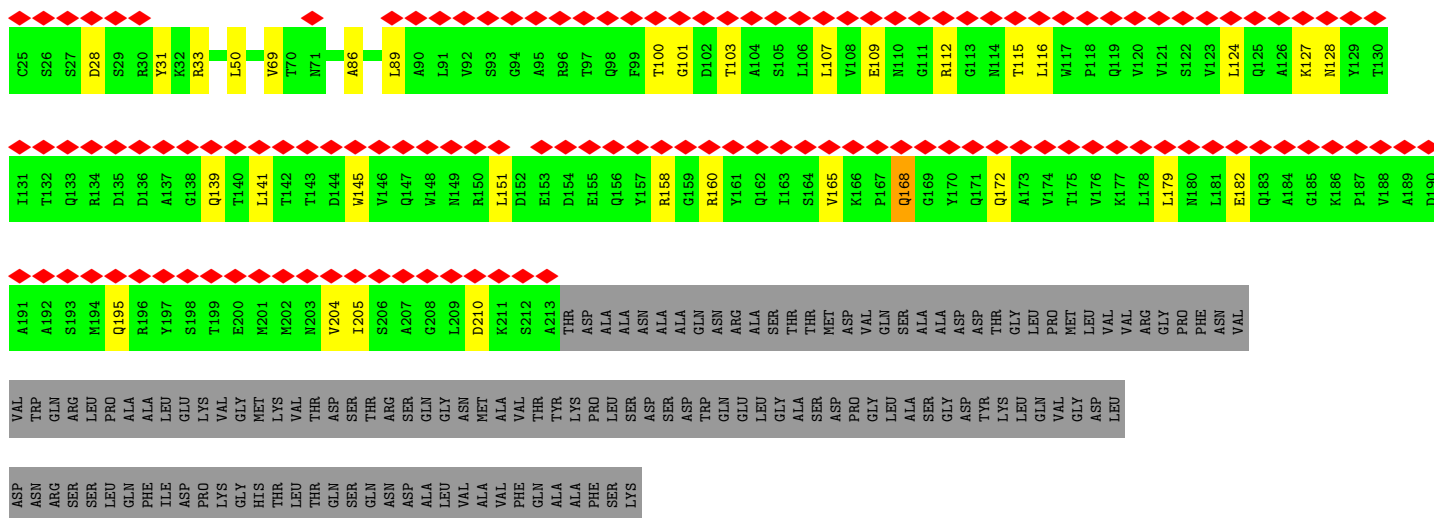 C25 S26 S27 D28 S29 R30 Y31 K32 R33 L50 V69 T70 N71 A86 L89 A90 L91 V92 S93 G94 A95 R96 T97 Q98 F99 T100 G101 D102 T103 A104 S105 L106 L107 V108 E109 N110 G111 R112 G113 N114 T115 L116 W117 P118 Q119 V120 V121 S122 V123 L124 Q125 A126 K127 N128 Y129 T130
I131 T132 Q133 R134 D135 D136 A137 G138 Q139 T140 L141 T142 T143 D144 W145 V146 Q147 W148 N149 R150 L151 D152 E153 D154 E155 Q156 Y157 R158 G159 R160 Y161 Q162 I163 S164 V165 K166 P167 Q168 G169 Y170 Q171 Q172 A173 V174 T175 V176 K177 L178 L179 N180 L181 E182 Q183 A184 G185 K186 P187 V188 A189 D190
A191 A192 S193 M194 Q195 R196 Y197 S198 T199 E200 M201 M202 N203 V204 I205 S206 A207 G208 L209 D210 K211 S212 A213 THR ASP ALA ALA ASN ALA ALA GLN ASN ARG ALA SER THR THR MET ASP VAL GLN SER ALA ALA ASP ASP THR GLY LEU PRO MET LEU VAL VAL ARG GLY PRO PHE ASN VAL
VAL TRP GLN ARG LEU PRO ALA ALA LEU GLU LYS VAL GLY MET LYS VAL THR ASP SER THR ARG SER GLN GLY ASN MET ALA VAL THR TYR LYS PRO LEU SER ASP SER ASP TRP GLN GLU LEU GLY ALA SER ASP PRO GLY LEU ALA SER GLY ASP TYR LYS LEU GLN VAL GLY ASP LEU
ASP ASN ARG SER SER LEU GLN PHE ILE ASP PRO LYS GLY HIS THR LEU THR GLN SER GLN ASN ASP ALA LEU VAL ALA VAL PHE GLN ALA ALA PHE SER LYS